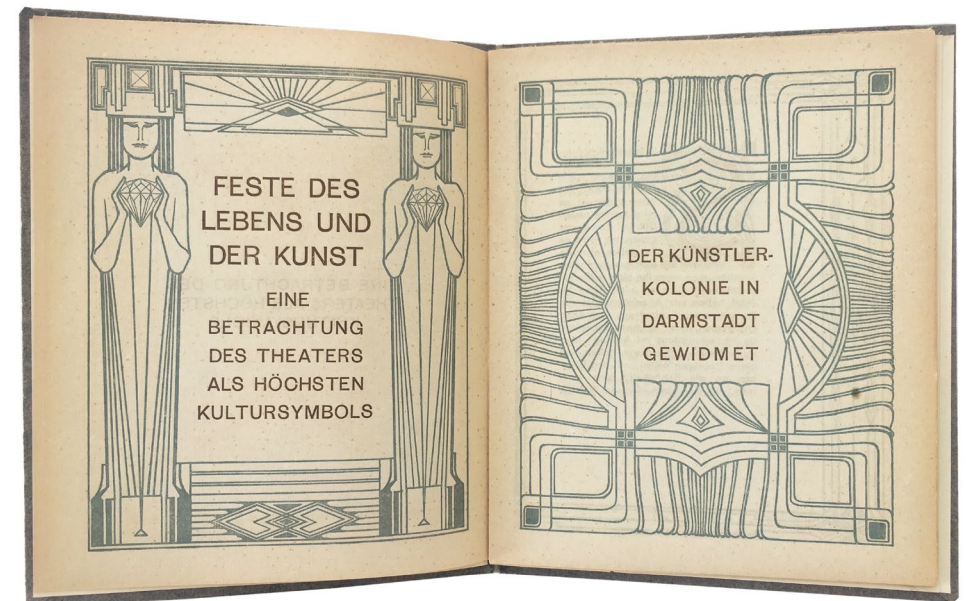 FESTE DES
LEBENS UND
DER KUNST
EINE
BETRACHTUNG
DES THEATERS
ALS HÖCHSTEN
KULTURSYMBOLS
DER KÜNSTLER-
KOLONIE IN
DARMSTADT
GEWIDMET